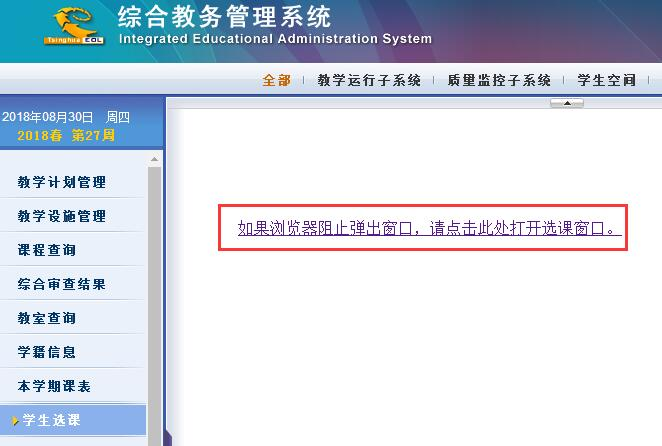 综合教务管理系统
Tsinghua EOL
Integrated Educational Administration System
全部 教学运行子系统 质量监控子系统 学生空间
2018年08月30日 周四
2018春 第27周
教学计划管理
教学设施管理
如果浏览器阻止弹出窗口，请点击此处打开选课窗口。
课程查询
综合审查结果
教室查询
学籍信息
本学期课表
学生选课